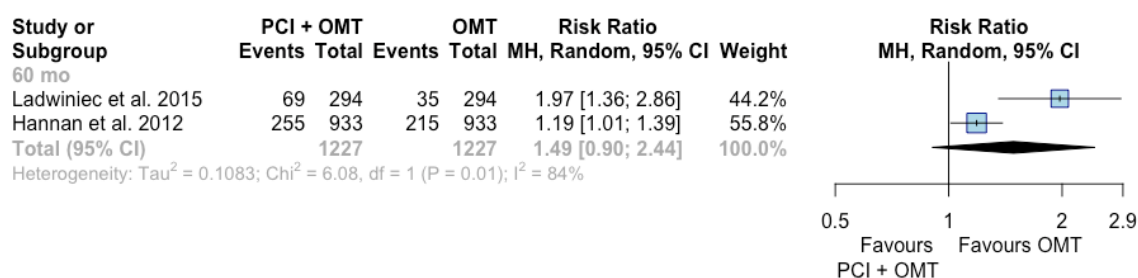 Study or PCI + OMT OMT Risk Ratio Risk Ratio
Subgroup Events Total Events Total MH, Random, 95% CI Weight MH, Random, 95% CI
60 mo
Ladwiniec et al. 2015 69 294 35 294 1.97 [1.36; 2.86] 44.2%
Hannan et al. 2012 255 933 215 933 1.19 [1.01; 1.39] 55.8%
Total (95% CI) 1227 1227 1.49 [0.90; 2.44] 100.0%
Heterogeneity: Tau² = 0.1083; Chi² = 6.08, df = 1 (P = 0.01); I² = 84%
0.5 1 2 2.9
Favours Favours OMT
PCI + OMT